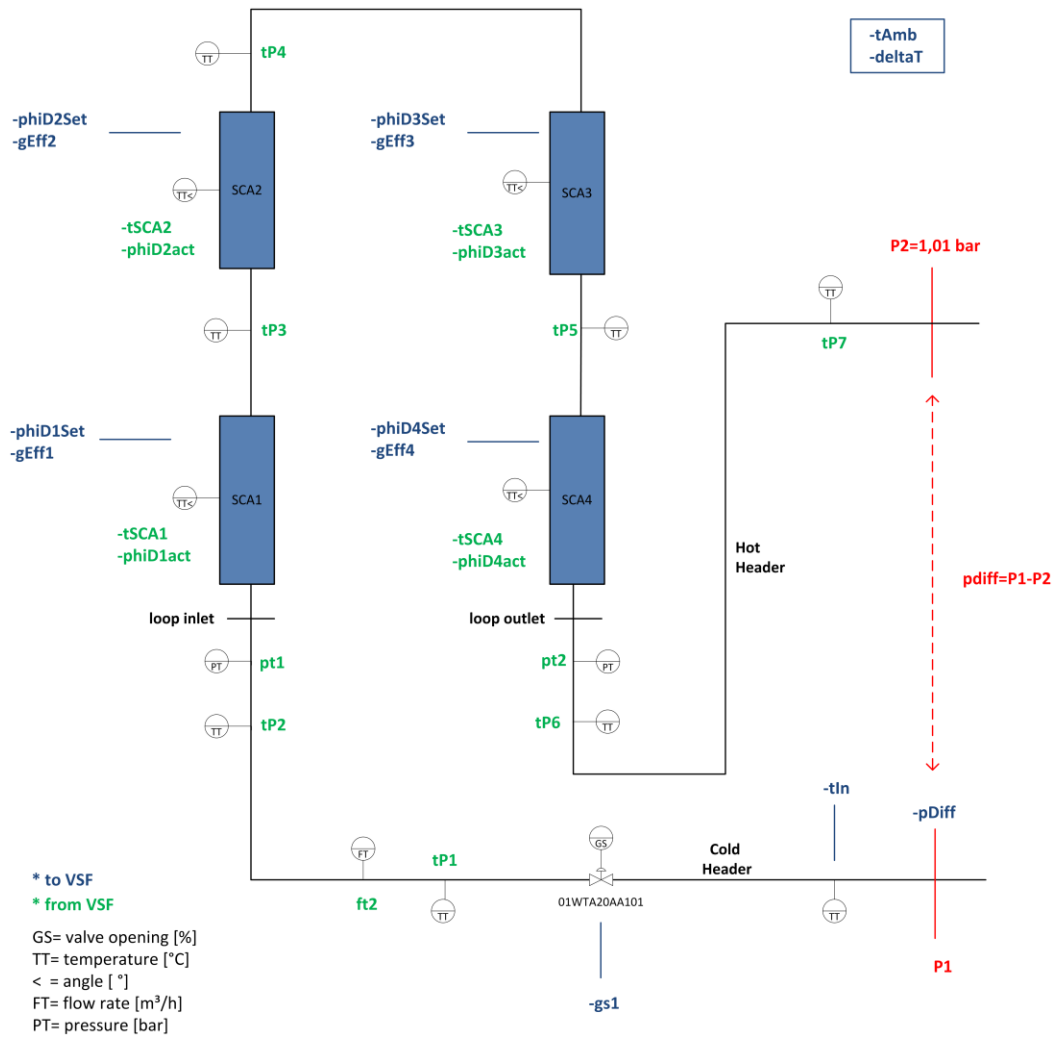 -tAmb
-deltaT
TT
tP4
-phiD2Set
-gEff2
-phiD3Set
-gEff3
TT<
SCA2
TT<
SCA3
-tSCA2
-phiD2act
-tSCA3
-phiD3act
P2=1,01 bar
TT
TT
tP3
tP5
TT
tP7
-phiD1Set
-gEff1
-phiD4Set
-gEff4
TT<
SCA1
TT<
SCA4
-tSCA1
-phiD1act
-tSCA4
-phiD4act
Hot
Header
pdiff=P1-P2
loop inlet
loop outlet
PT
pt1
pt2
PT
TT
tP2
tP6
TT
-tIn
-pDiff
FT
tP1
GS
Cold
Header
ft2
TT
01WTA20AA101
TT
* to VSF
* from VSF
GS= valve opening [%]
TT= temperature [°C]
< = angle [ °]
FT= flow rate [m³/h]
PT= pressure [bar]
-gs1
P1